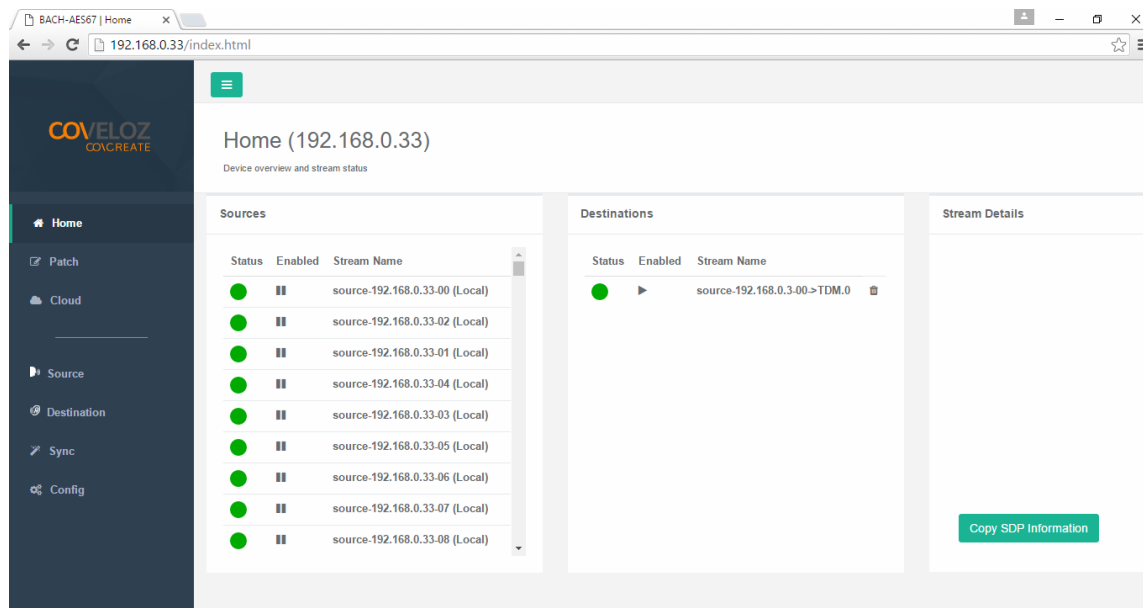 BACH-AES67 | Home
192.168.0.33/index.html
COVELOZ
CO\CREATE
Home
Patch
Cloud
Source
Destination
Sync
Config
Home (192.168.0.33)
Device overview and stream status
Sources
Status Enabled Stream Name
source-192.168.0.33-00 (Local)
source-192.168.0.33-02 (Local)
source-192.168.0.33-01 (Local)
source-192.168.0.33-04 (Local)
source-192.168.0.33-03 (Local)
source-192.168.0.33-05 (Local)
source-192.168.0.33-06 (Local)
source-192.168.0.33-07 (Local)
source-192.168.0.33-08 (Local)
Destinations
Status Enabled Stream Name
source-192.168.0.3-00->TDM.0
Stream Details
Copy SDP Information